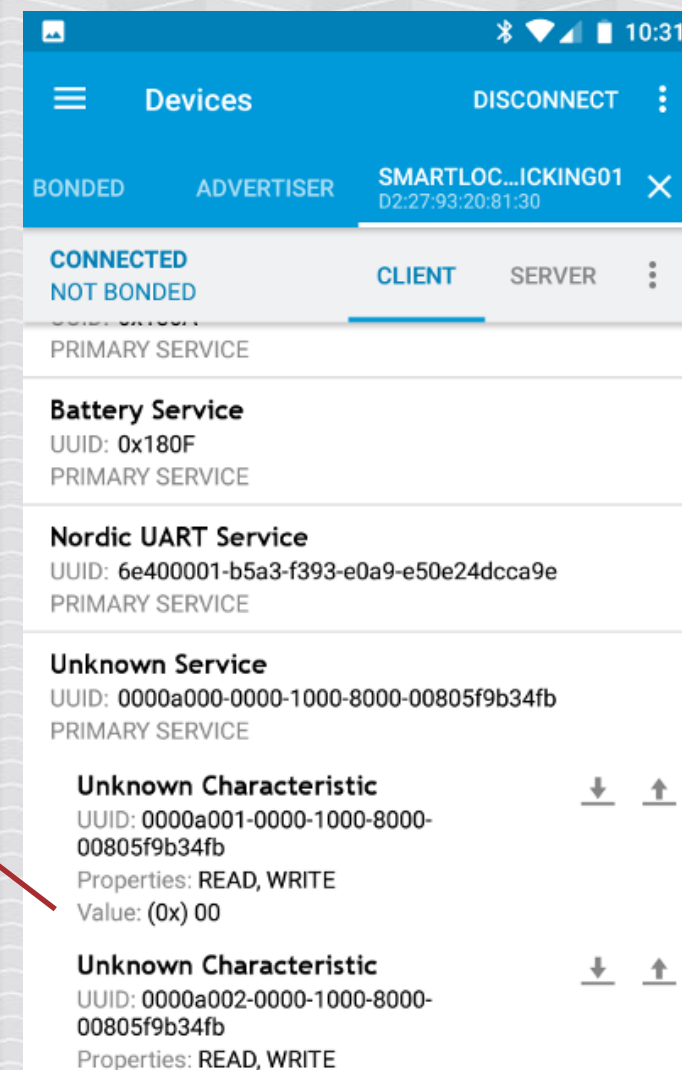 10:31
Devices
DISCONNECT
BONDED
ADVERTISER
SMARTLOC...ICKING01
D2:27:93:20:81:30
CONNECTED
NOT BONDED
CLIENT
SERVER
PRIMARY SERVICE
Battery Service
UUID: 0x180F
PRIMARY SERVICE
Nordic UART Service
UUID: 6e400001-b5a3-f393-e0a9-e50e24dcca9e
PRIMARY SERVICE
Unknown Service
UUID: 0000a000-0000-1000-8000-00805f9b34fb
PRIMARY SERVICE
Unknown Characteristic
UUID: 0000a001-0000-1000-8000-
00805f9b34fb
Properties: READ, WRITE
Value: (0x) 00
Unknown Characteristic
UUID: 0000a002-0000-1000-8000-
00805f9b34fb
Properties: READ, WRITE